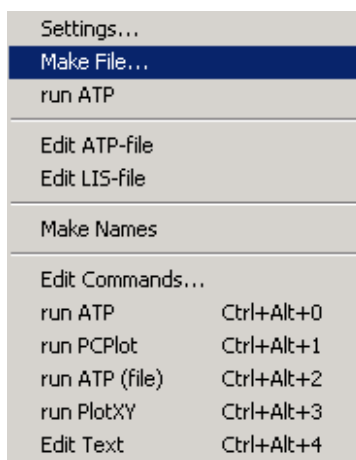 Settings...
Make File...
run ATP
Edit ATP-file
Edit LIS-file
Make Names
Edit Commands...
run ATP Ctrl+Alt+0
run PCPlot Ctrl+Alt+1
run ATP (file) Ctrl+Alt+2
run PlotXY Ctrl+Alt+3
Edit Text Ctrl+Alt+4